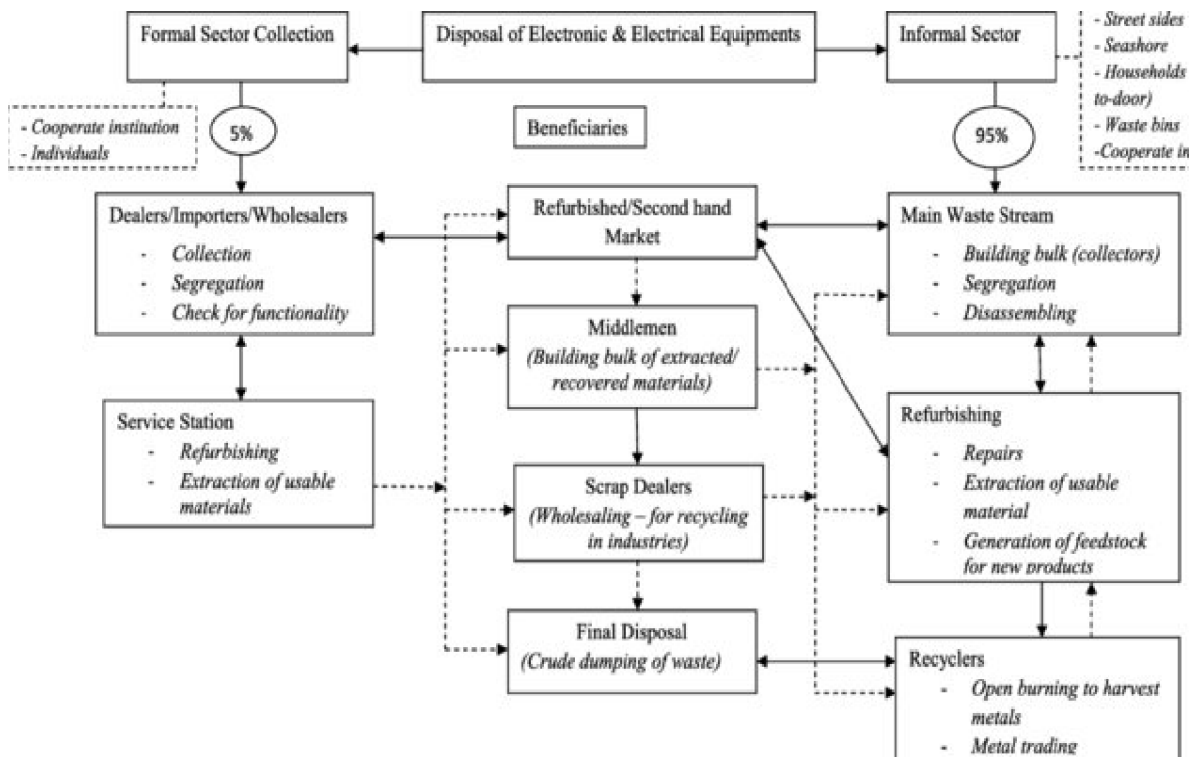 Formal Sector Collection
Disposal of Electronic & Electrical Equipments
Informal Sector
- Street sides
- Seashore
- Households
to-door)
- Waste bins
-Cooperate in
- Cooperate institution
- Individuals
5%
Beneficiaries
95%
Dealers/Importers/Wholesalers
- Collection
- Segregation
- Check for functionality
Refurbished/Second hand
Market
Main Waste Stream
- Building bulk (collectors)
- Segregation
- Disassembling
Middlemen
(Building bulk of extracted/
recovered materials)
Service Station
- Refurbishing
- Extraction of usable
materials
Refurbishing
- Repairs
- Extraction of usable
material
- Generation of feedstock
for new products
Scrap Dealers
(Wholesaling – for recycling
in industries)
Final Disposal
(Crude dumping of waste)
Recyclers
- Open burning to harvest
metals
- Metal trading